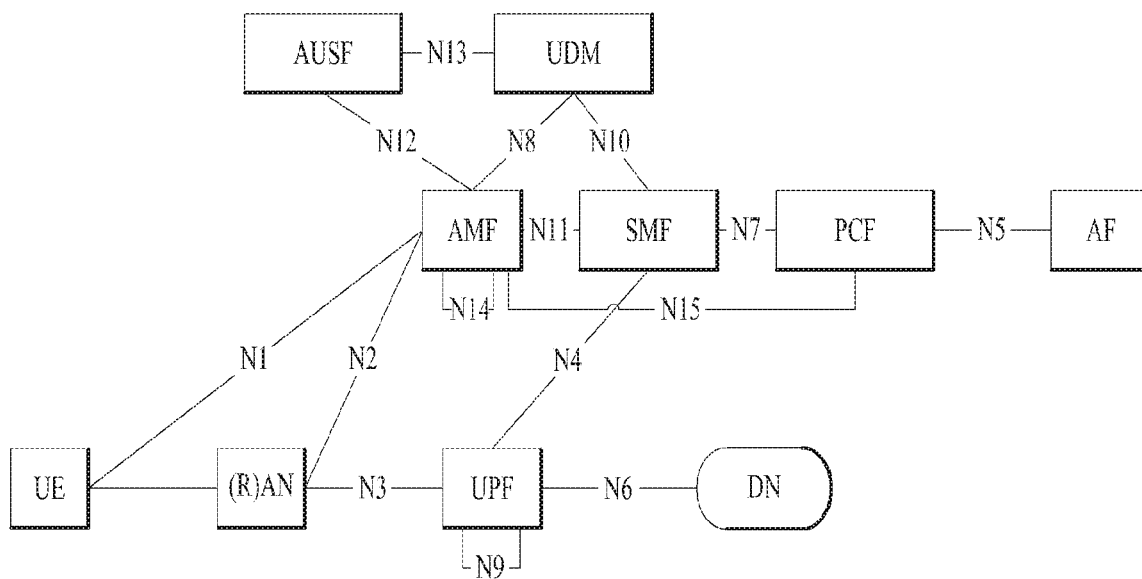 AUSF
N13
UDM
N12
N8
N10
AMF
N11
SMF
N7
PCF
N5
AF
N14
N15
N1
N2
N4
UE
(R)AN
N3
UPF
N6
DN
N9